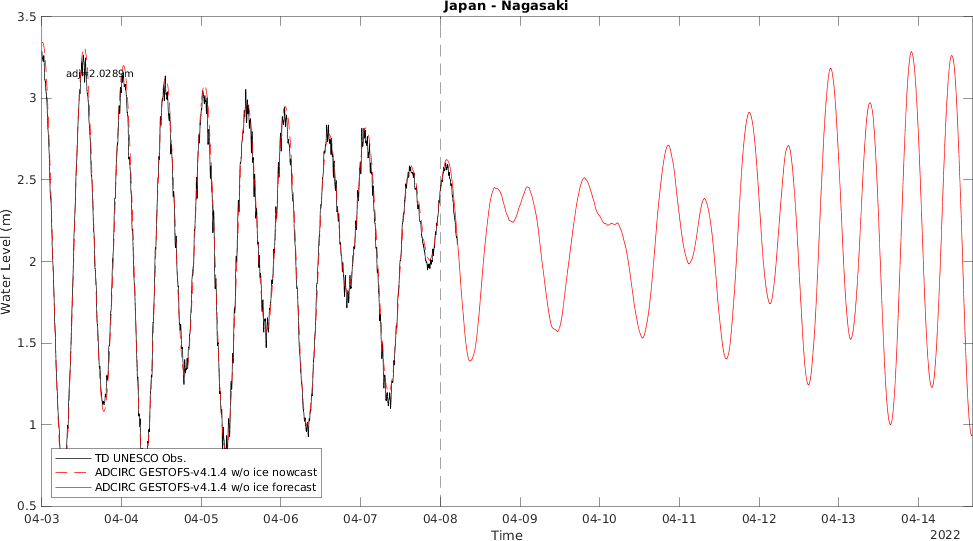 Japan - Nagasaki
3.5
3
2.5
2
1.5
1
0.5
Water Level (m)
TD UNESCO Obs.
ADCIRC GESTOFS-v4.1.4 w/o ice nowcast
ADCIRC GESTOFS-v4.1.4 w/o ice forecast
04-03 04-04 04-05 04-06 04-07 04-08 04-09 04-10 04-11 04-12 04-13 04-14
Time
2022